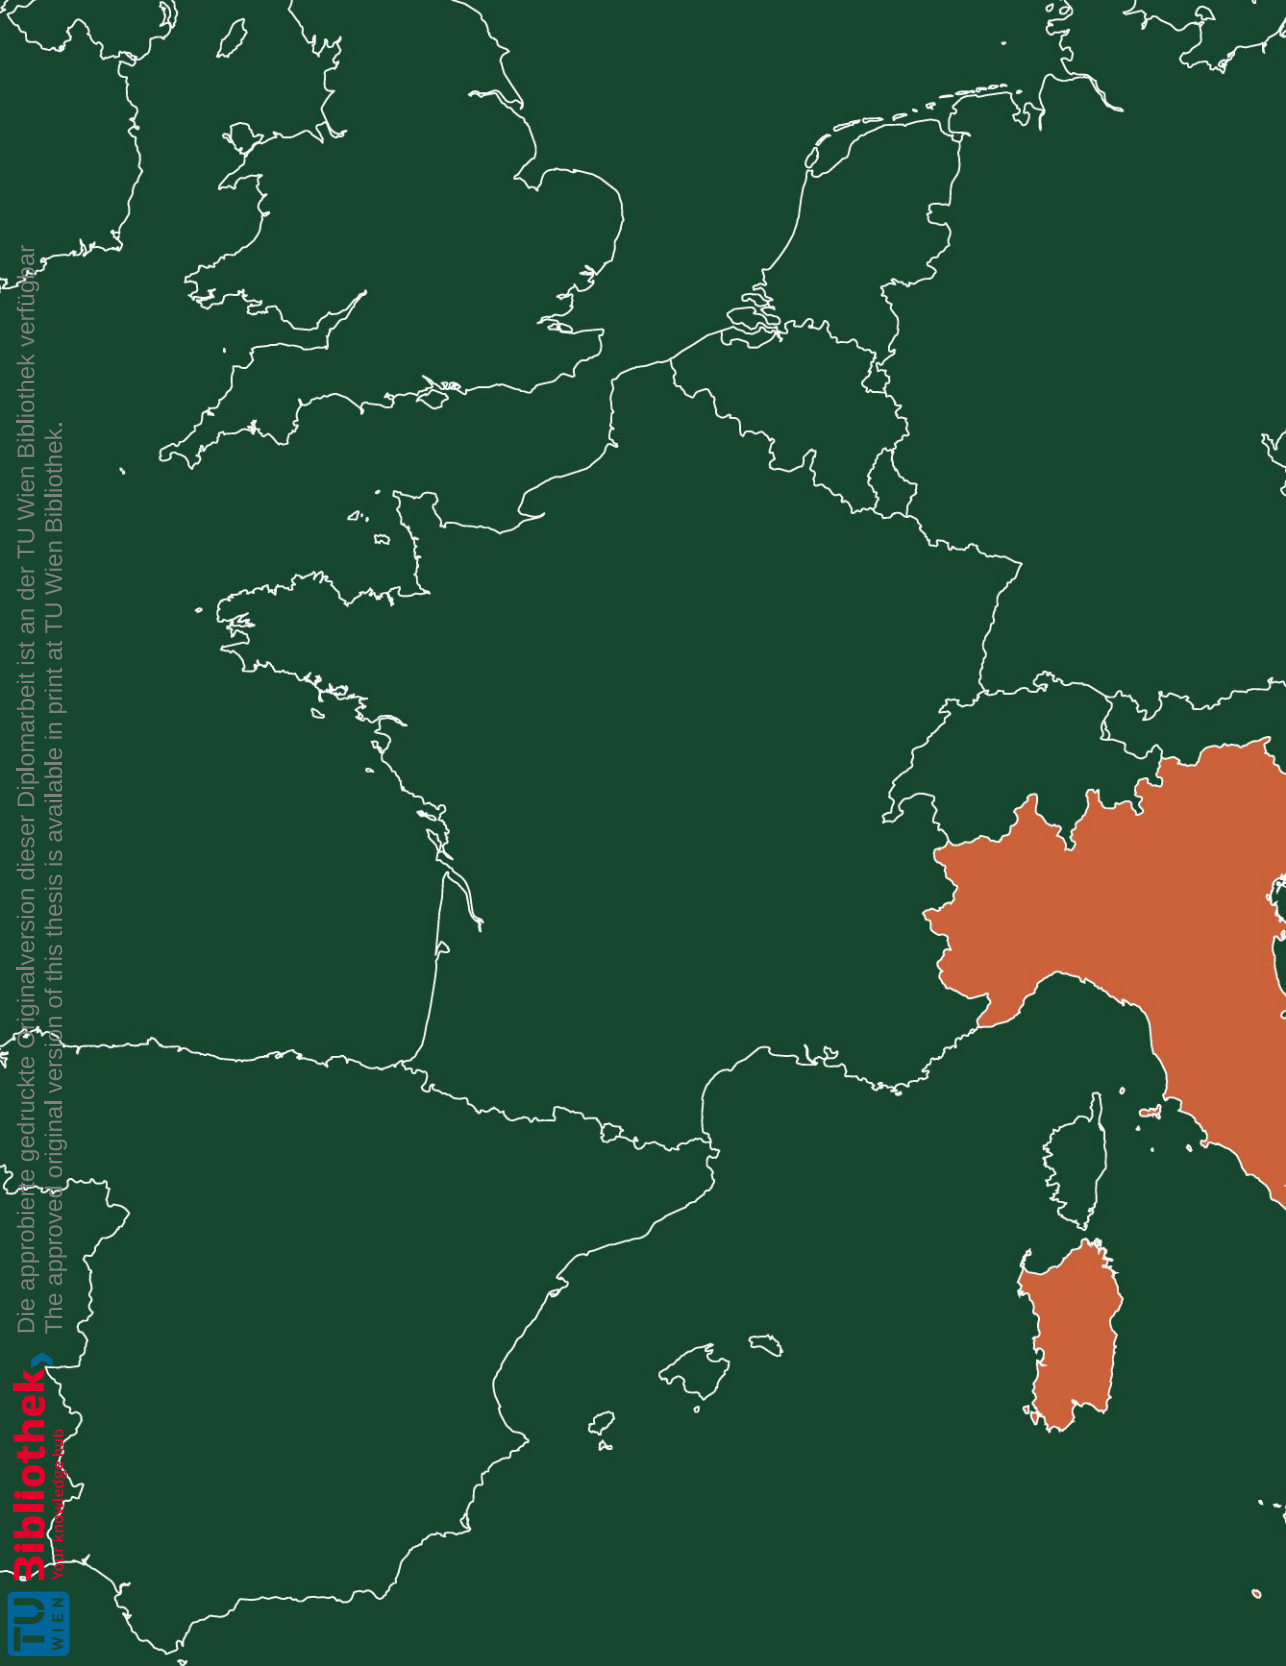 Die approbierte gedruckte Originalversion dieser Diplomarbeit ist an der TU Wien Bibliothek verfügbar
The approved original version of this thesis is available in print at TU Wien Bibliothek.
Bibliothek
Your knowledge hub
TU
WIEN